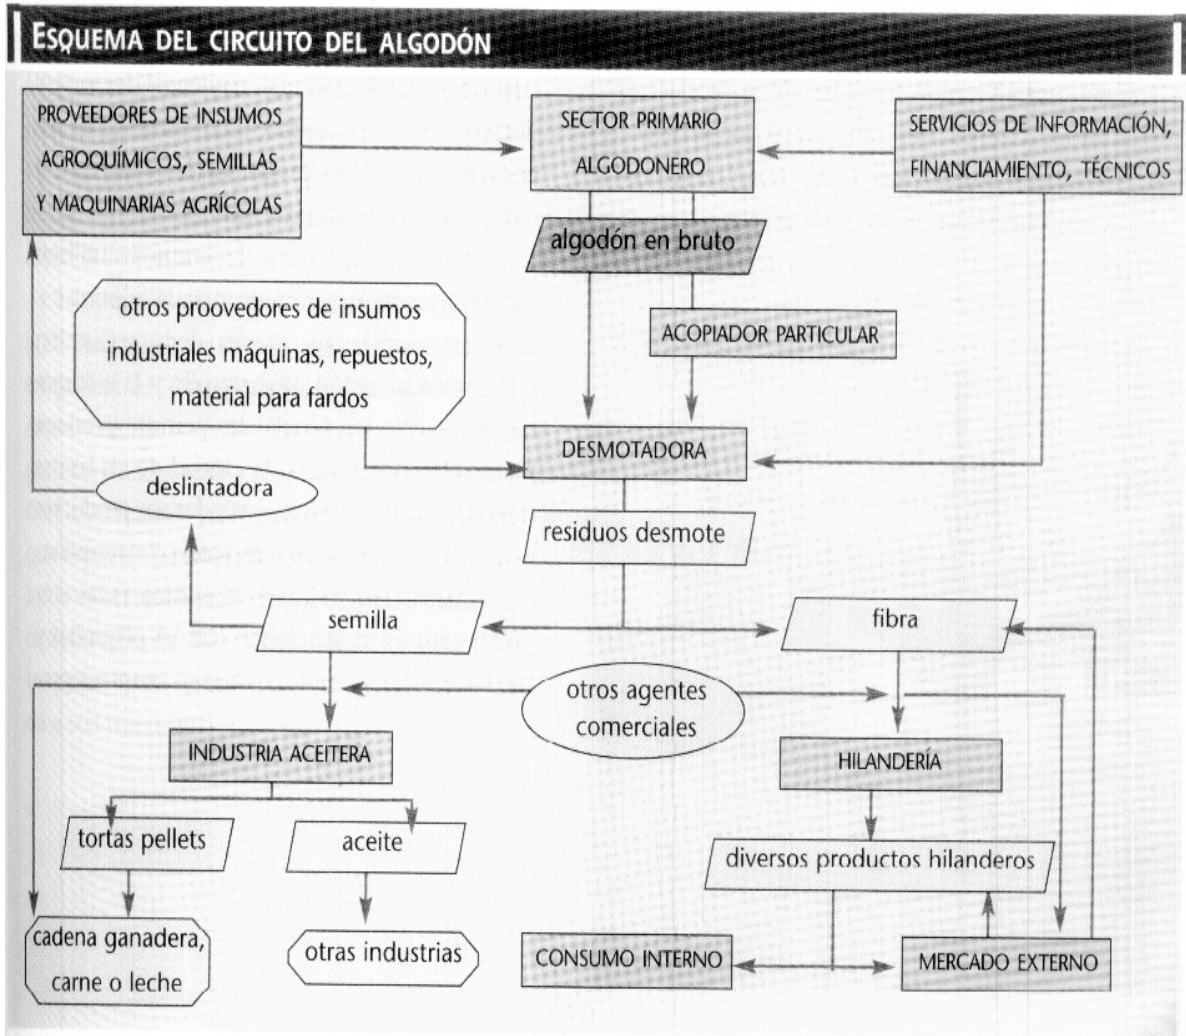 ESQUEMA DEL CIRCUITO DEL ALGODÓN
PROVEEDORES DE INSUMOS
AGROQUÍMICOS, SEMILLAS
Y MAQUINARIAS AGRÍCOLAS
SECTOR PRIMARIO
ALGODONERO
SERVICIOS DE INFORMACIÓN,
FINANCIAMIENTO, TÉCNICOS
algodón en bruto
otros proovedores de insumos
industriales máquinas, repuestos,
material para fardos
ACOPIADOR PARTICULAR
DESMOTADORA
deslintadora
residuos desmote
semilla
fibra
otros agentes
comerciales
INDUSTRIA ACEITERA
HILANDERÍA
tortas pellets
aceite
diversos productos hilanderos
cadena ganadera,
carne o leche
otras industrias
CONSUMO INTERNO
MERCADO EXTERNO